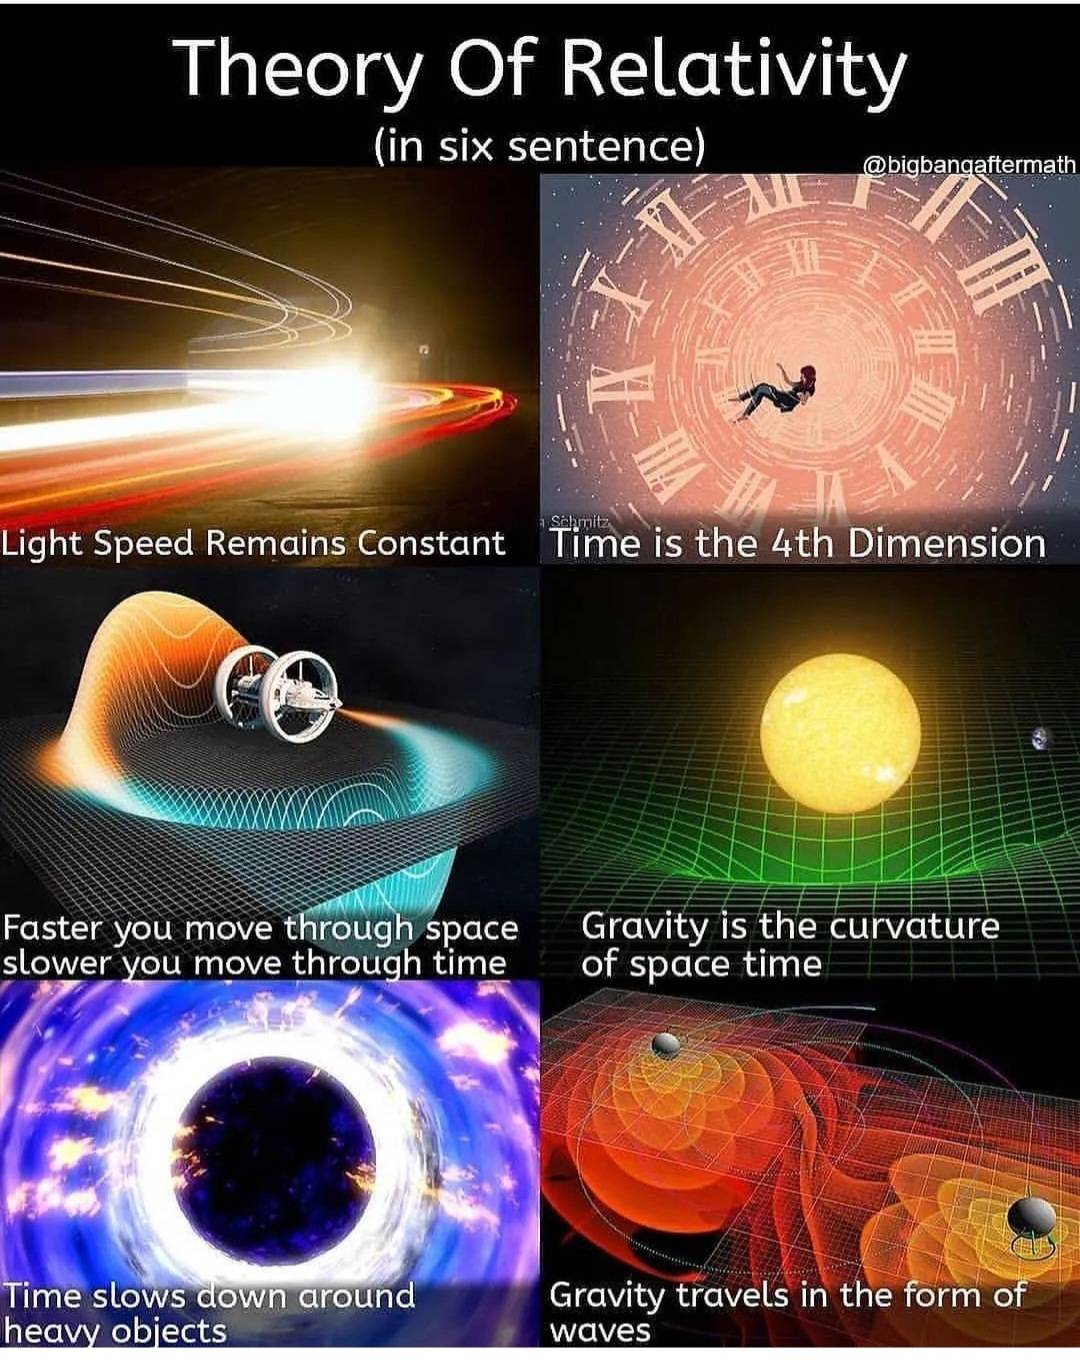 Theory Of Relativity
(in six sentence)
@bigbangaftermath
Light Speed Remains Constant
Schmitz
Time is the 4th Dimension
Faster you move through space
slower you move through time
Gravity is the curvature
of space time
Time slows down around
heavy objects
Gravity travels in the form of
waves